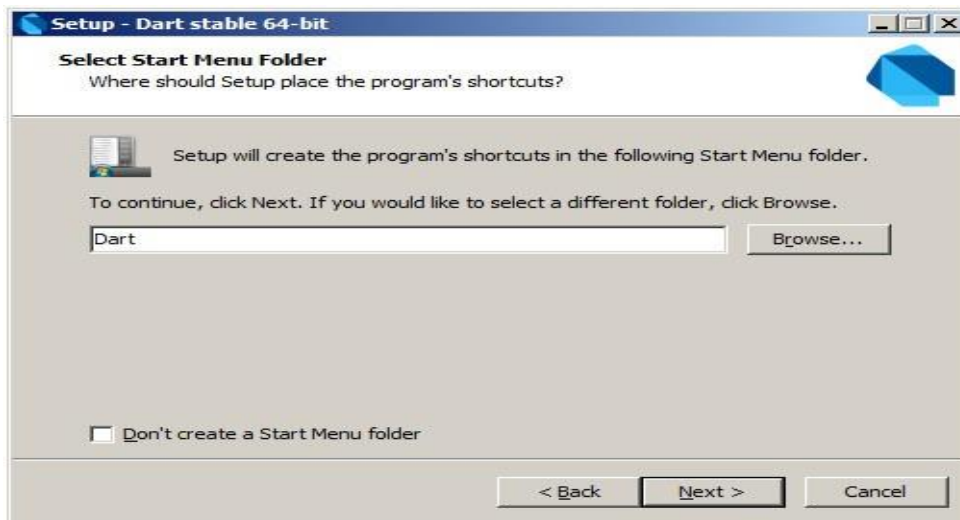 Setup - Dart stable 64-bit
Select Start Menu Folder
Where should Setup place the program's shortcuts?
Setup will create the program's shortcuts in the following Start Menu folder.
To continue, click Next. If you would like to select a different folder, click Browse.
Dart
Browse...
Don't create a Start Menu folder
< Back
Next >
Cancel